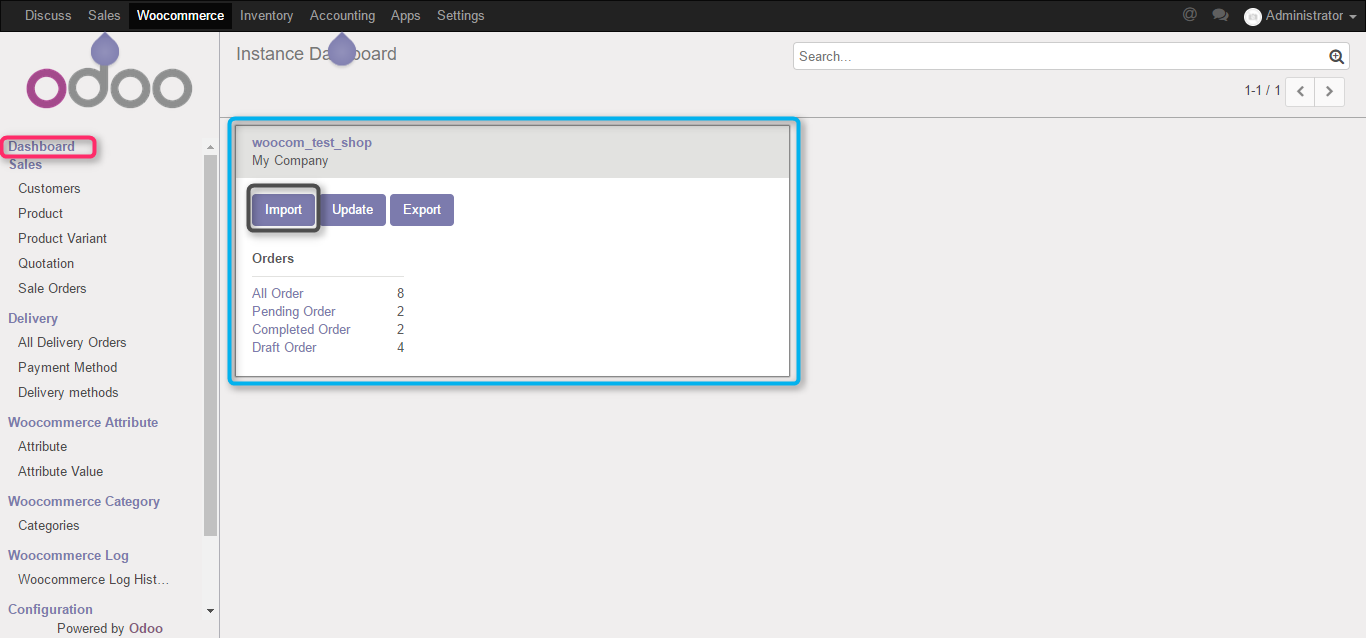 Discuss Sales Woocommerce Inventory Accounting Apps Settings @ Administrator
odoo
Instance Da board
Search...
1-1 / 1
Dashboard
Sales
Customers
Product
Product Variant
Quotation
Sale Orders
Delivery
All Delivery Orders
Payment Method
Delivery methods
Woocommerce Attribute
Attribute
Attribute Value
Woocommerce Category
Categories
Woocommerce Log
Woocommerce Log Hist...
Configuration
Powered by Odoo
woocom_test_shop
My Company
Import Update Export
Orders
All Order 8
Pending Order 2
Completed Order 2
Draft Order 4